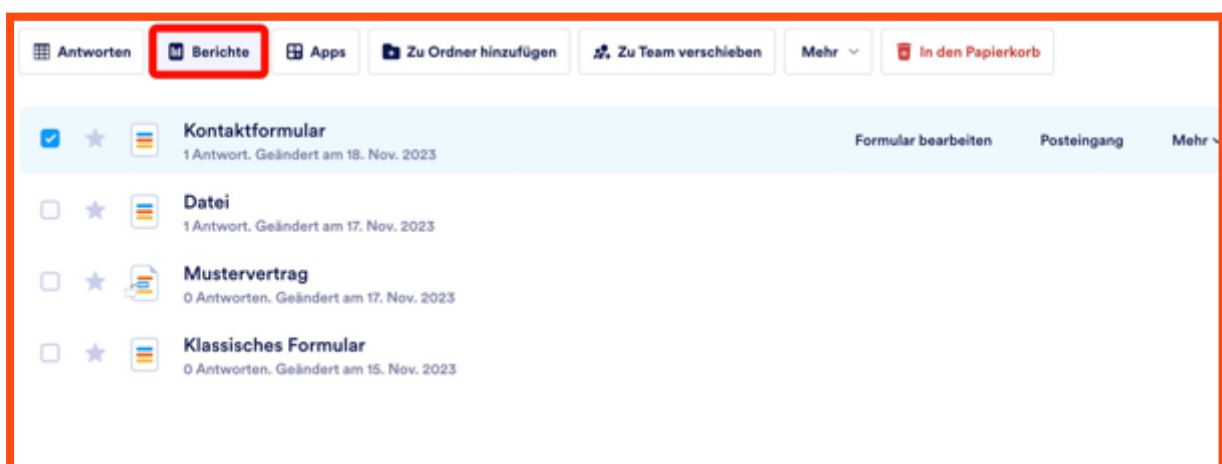 Antworten Berichte Apps Zu Ordner hinzufügen Zu Team verschieben Mehr In den Papierkorb
Kontaktformular
1 Antwort. Geändert am 18. Nov. 2023
Formular bearbeiten Posteingang Mehr
Datei
1 Antwort. Geändert am 17. Nov. 2023
Mustervertrag
0 Antworten. Geändert am 17. Nov. 2023
Klassisches Formular
0 Antworten. Geändert am 15. Nov. 2023